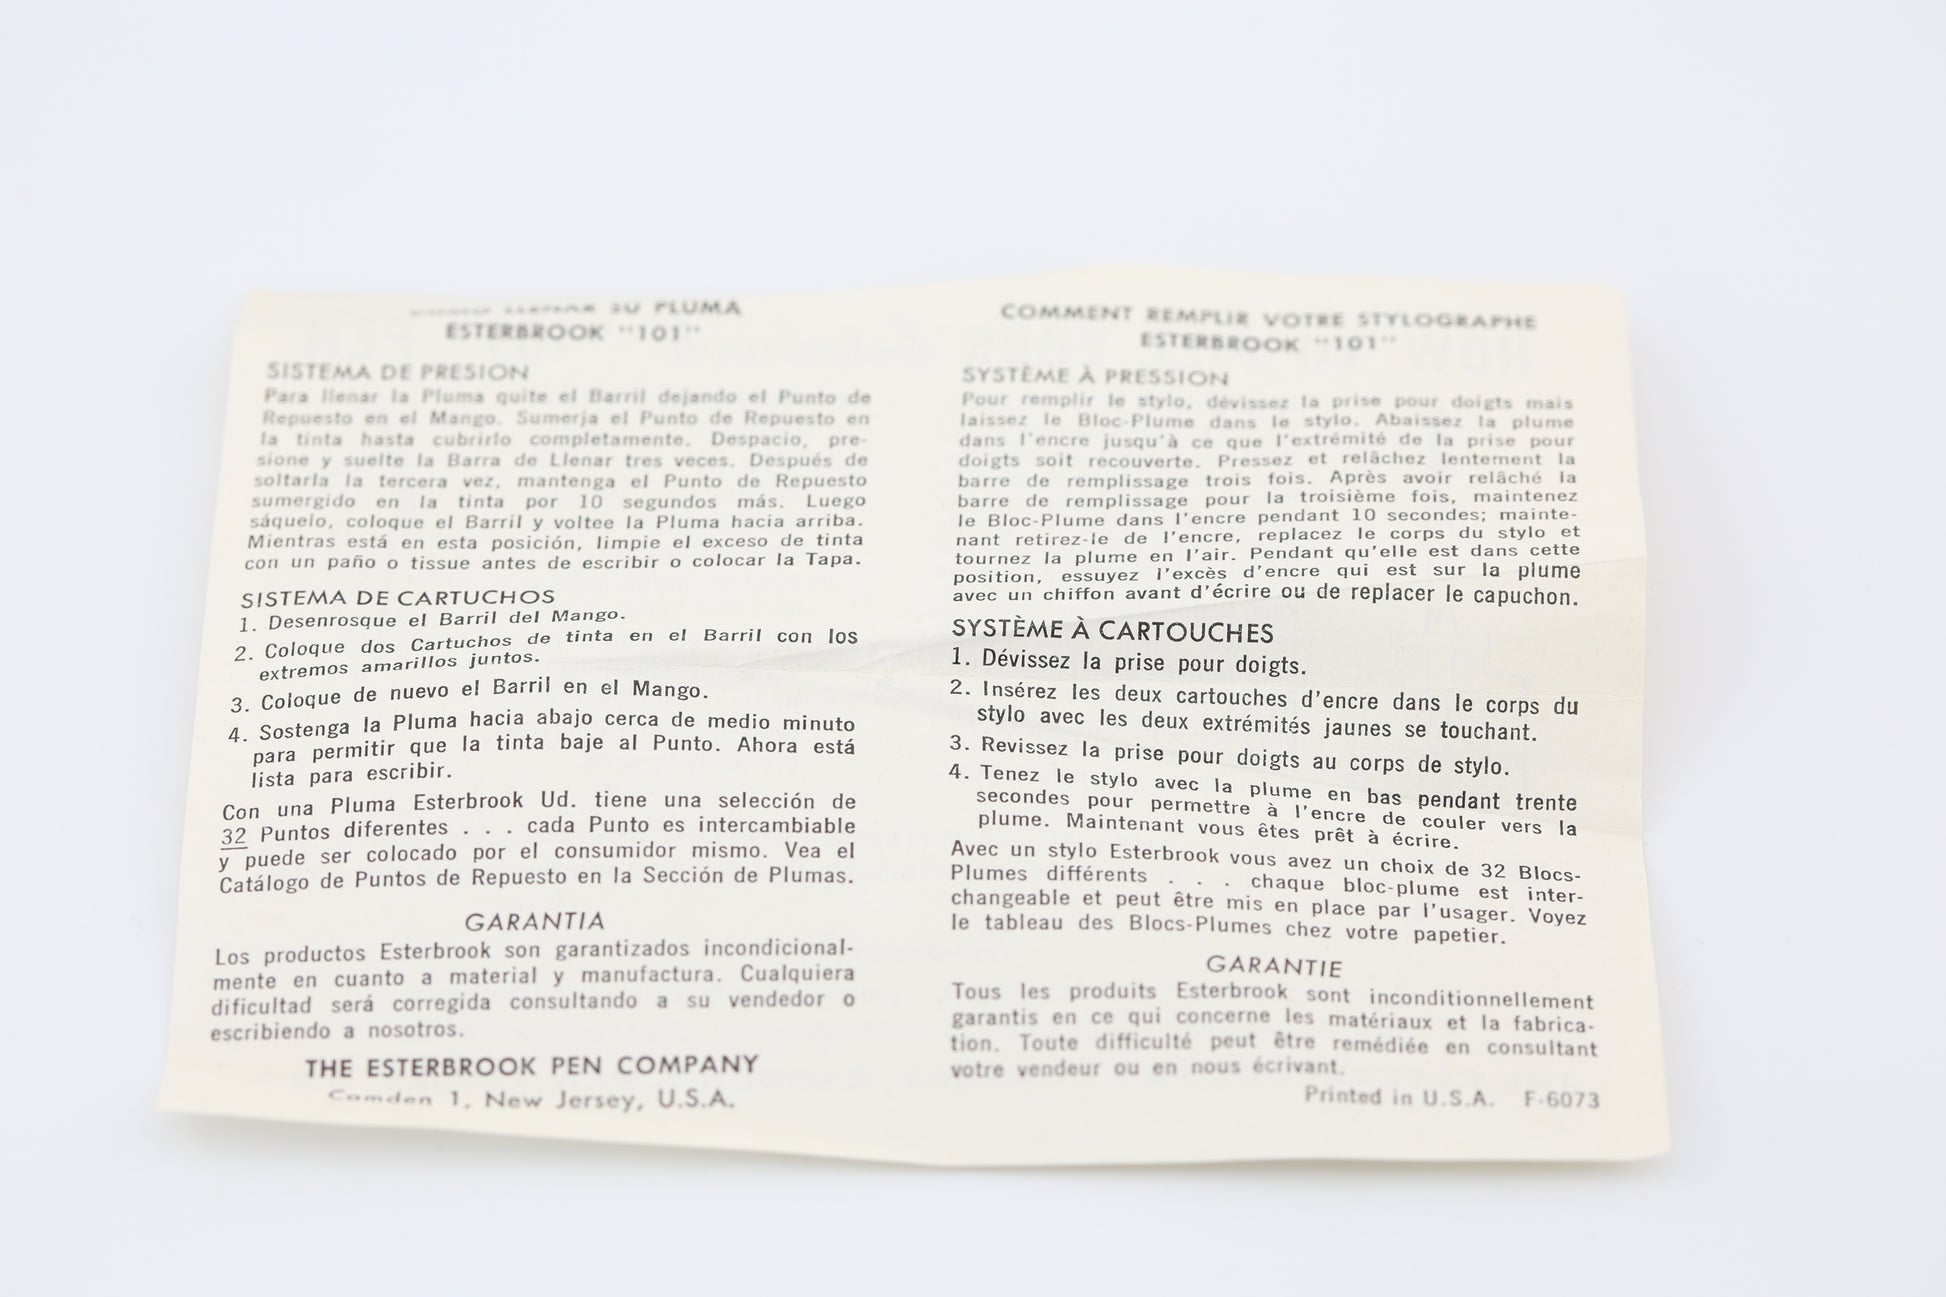 SU PLUMA
ESTERBROOK "101"
SISTEMA DE PRESION
Para llenar la Pluma quite el Barril dejando el Punto de
Repuesto en el Mango. Sumerja el Punto de Repuesto en
la tinta hasta cubrirlo completamente. Despacio, pre-
sione y suelte la Barra de Llenar tres veces. Después de
soltarla la tercera vez, mantenga el Punto de Repuesto
sumergido en la tinta por 10 segundos más. Luego
sáquelo, coloque el Barril y voltee la Pluma hacia arriba.
Mientras está en esta posición, limpie el exceso de tinta
con un paño o tissue antes de escribir o colocar la Tapa.
SISTEMA DE CARTUCHOS
1. Desenrosque el Barril del Mango.
2. Coloque dos Cartuchos de tinta en el Barril con los
extremos amarillos juntos.
3. Coloque de nuevo el Barril en el Mango.
4. Sostenga la Pluma hacia abajo cerca de medio minuto
para permitir que la tinta baje al Punto. Ahora está
lista para escribir.
Con una Pluma Esterbrook Ud. tiene una selección de
32 Puntos diferentes . . . cada Punto es intercambiable
y puede ser colocado por el consumidor mismo. Vea el
Catálogo de Puntos de Repuesto en la Sección de Plumas.
GARANTIA
Los productos Esterbrook son garantizados incondicional-
mente en cuanto a material y manufactura. Cualquiera
dificultad será corregida consultando a su vendedor o
escribiendo a nosotros.
THE ESTERBROOK PEN COMPANY
Camden 1, New Jersey, U.S.A.
COMMENT REMPLIR VOTRE STYLOGRAPHE
ESTERBROOK "101"
SYSTÈME À PRESSION
Pour remplir le stylo, dévissez la prise pour doigts mais
laissez le Bloc-Plume dans le stylo. Abaissez la plume
dans l'encre jusqu'à ce que l'extrémité de la prise pour
doigts soit recouverte. Pressez et relâchez lentement la
barre de remplissage trois fois. Après avoir relâché la
barre de remplissage pour la troisième fois, maintenez
le Bloc-Plume dans l'encre pendant 10 secondes; mainte-
nant retirez-le de l'encre, replacez le corps du stylo et
tournez la plume en l'air. Pendant qu'elle est dans cette
position, essuyez l'excès d'encre qui est sur la plume
avec un chiffon avant d'écrire ou de replacer le capuchon.
SYSTÈME À CARTOUCHES
1. Dévissez la prise pour doigts.
2. Insérez les deux cartouches d'encre dans le corps du
stylo avec les deux extrémités jaunes se touchant.
3. Revissez la prise pour doigts au corps de stylo.
4. Tenez le stylo avec la plume en bas pendant trente
secondes pour permettre à l'encre de couler vers la
plume. Maintenant vous êtes prêt à écrire.
Avec un stylo Esterbrook vous avez un choix de 32 Blocs-
Plumes différents . . . chaque bloc-plume est inter-
changeable et peut être mis en place par l'usager. Voyez
le tableau des Blocs-Plumes chez votre papetier.
GARANTIE
Tous les produits Esterbrook sont inconditionnellement
garantis en ce qui concerne les matériaux et la fabrica-
tion. Toute difficulté peut être remédiée en consultant
votre vendeur ou en nous écrivant.
Printed in U.S.A. F-6073